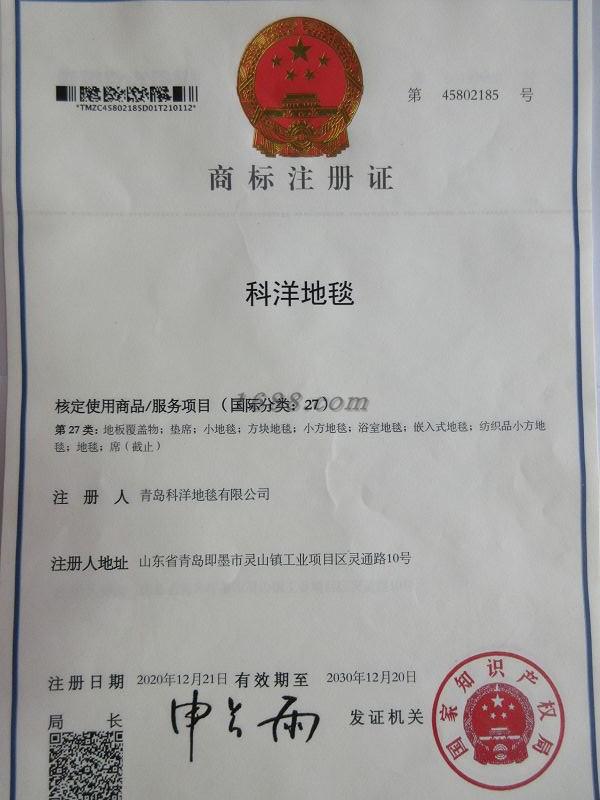 *TMZC45802185D01T210112*
第 45802185 号
商标注册证
科洋地毯
1688.com
核定使用商品/服务项目（国际分类：27）
第27类：地板覆盖物；垫席；小地毯；方块地毯；小方地毯；浴室地毯；嵌入式地毯；纺织品小方地
毯；地毯；席（截止）
注册人 青岛科洋地毯有限公司
注册人地址 山东省青岛即墨市灵山镇工业项目区灵通路10号
注册日期 2020年12月21日 有效期至 2030年12月20日
局长 申长雨 发证机关
国家知识产权局